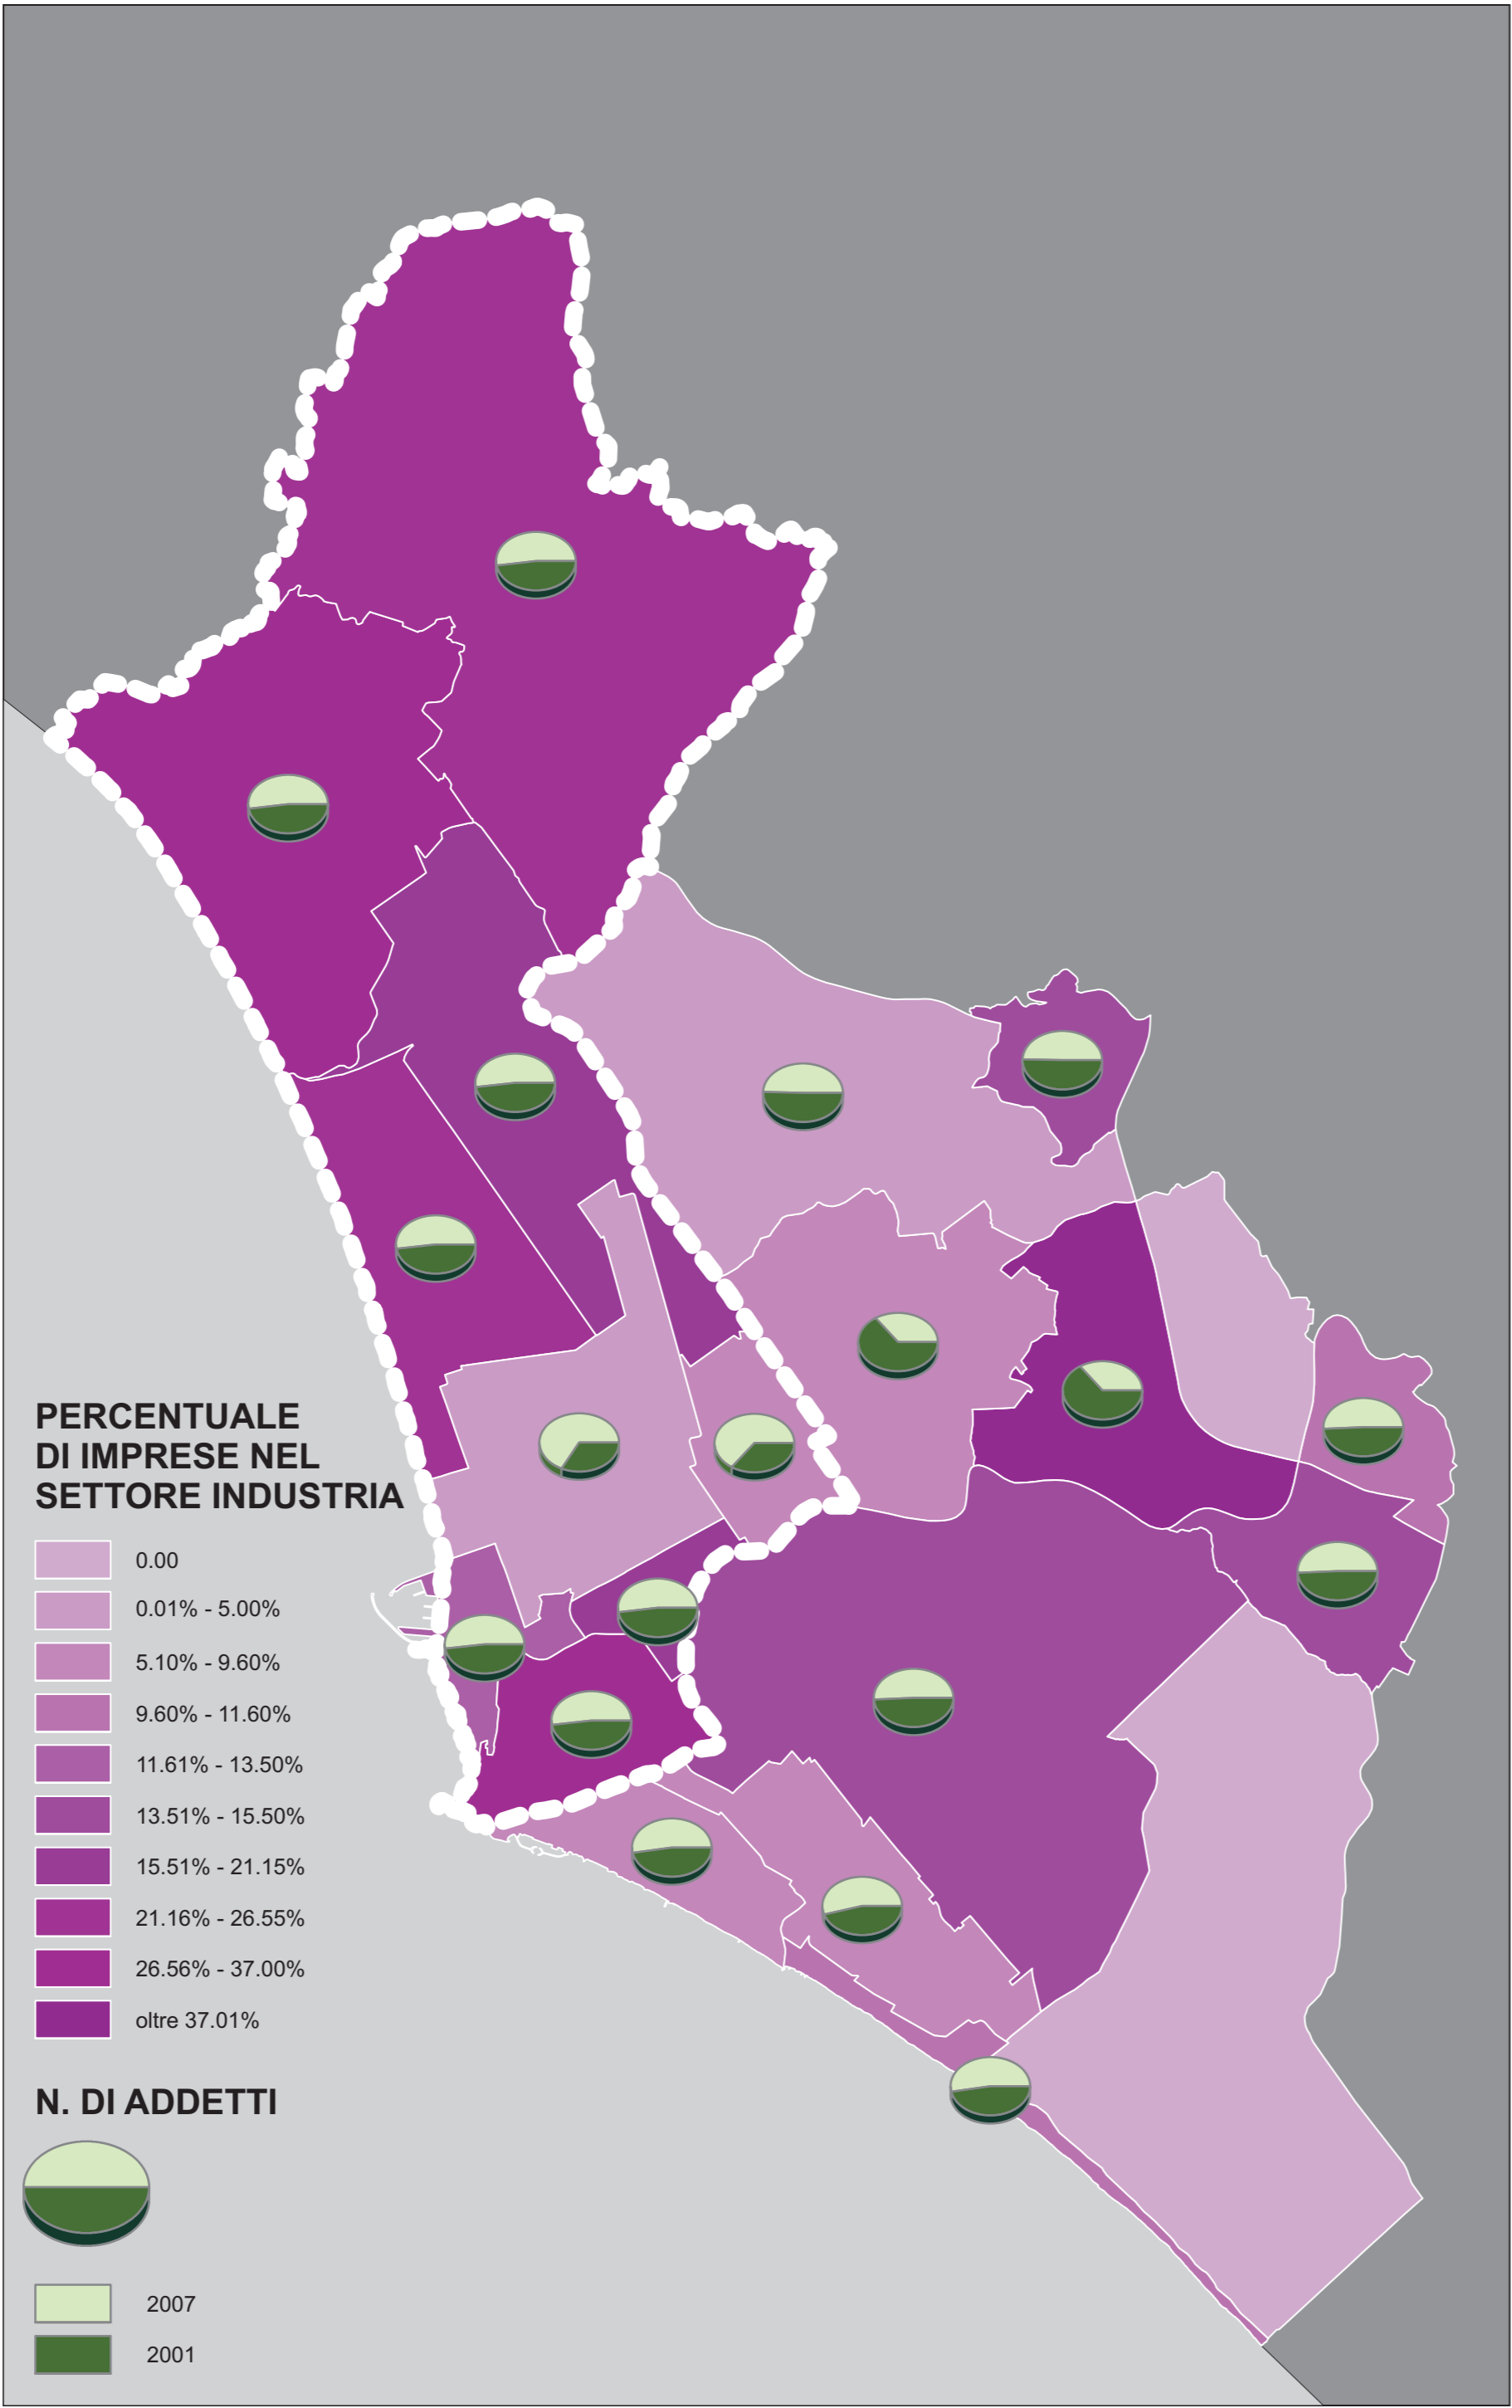 PERCENTUALE
DI IMPRESE NEL
SETTORE INDUSTRIA
0.00
0.01% - 5.00%
5.10% - 9.60%
9.60% - 11.60%
11.61% - 13.50%
13.51% - 15.50%
15.51% - 21.15%
21.16% - 26.55%
26.56% - 37.00%
oltre 37.01%
N. DI ADDETTI
2007
2001